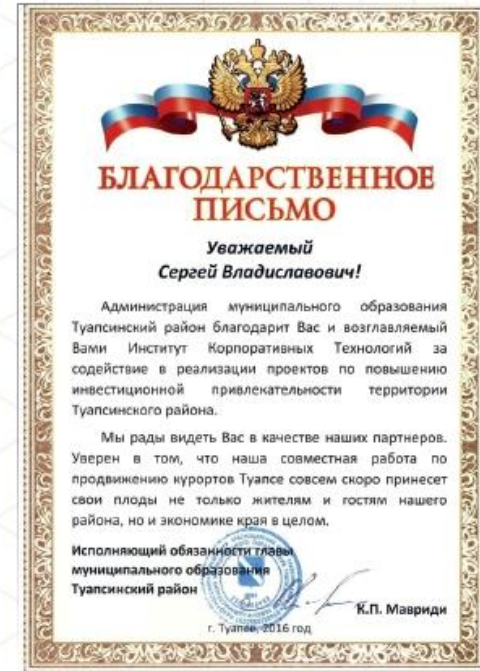 БЛАГОДАРСТВЕННОЕ
ПИСЬМО
Уважаемый
Сергей Владиславович!
Администрация муниципального образования
Туапсинский район благодарит Вас и возглавляемый
Вами Институт Корпоративных Технологий за
содействие в реализации проектов по повышению
инвестиционной привлекательности территории
Туапсинского района.
Мы рады видеть Вас в качестве наших партнеров.
Уверен в том, что наша совместная работа по
продвижению курортов Туапсе совсем скоро принесет
свои плоды не только жителям и гостям нашего
района, но и экономике края в целом.
Исполняющий обязанности главы
муниципального образования
Туапсинский район
К.П. Мавриди
г. Туапсе, 2016 год